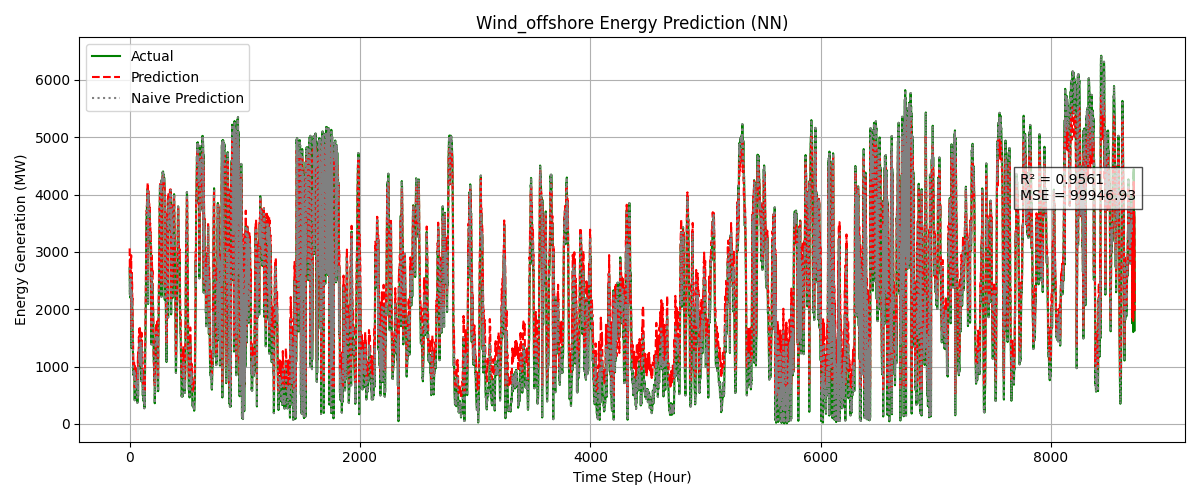 Wind_offshore Energy Prediction (NN)
Actual
Prediction
Naive Prediction
R² = 0.9561
MSE = 99946.93
Energy Generation (MW)
6000
5000
4000
3000
2000
1000
0
0 2000 4000 6000 8000
Time Step (Hour)